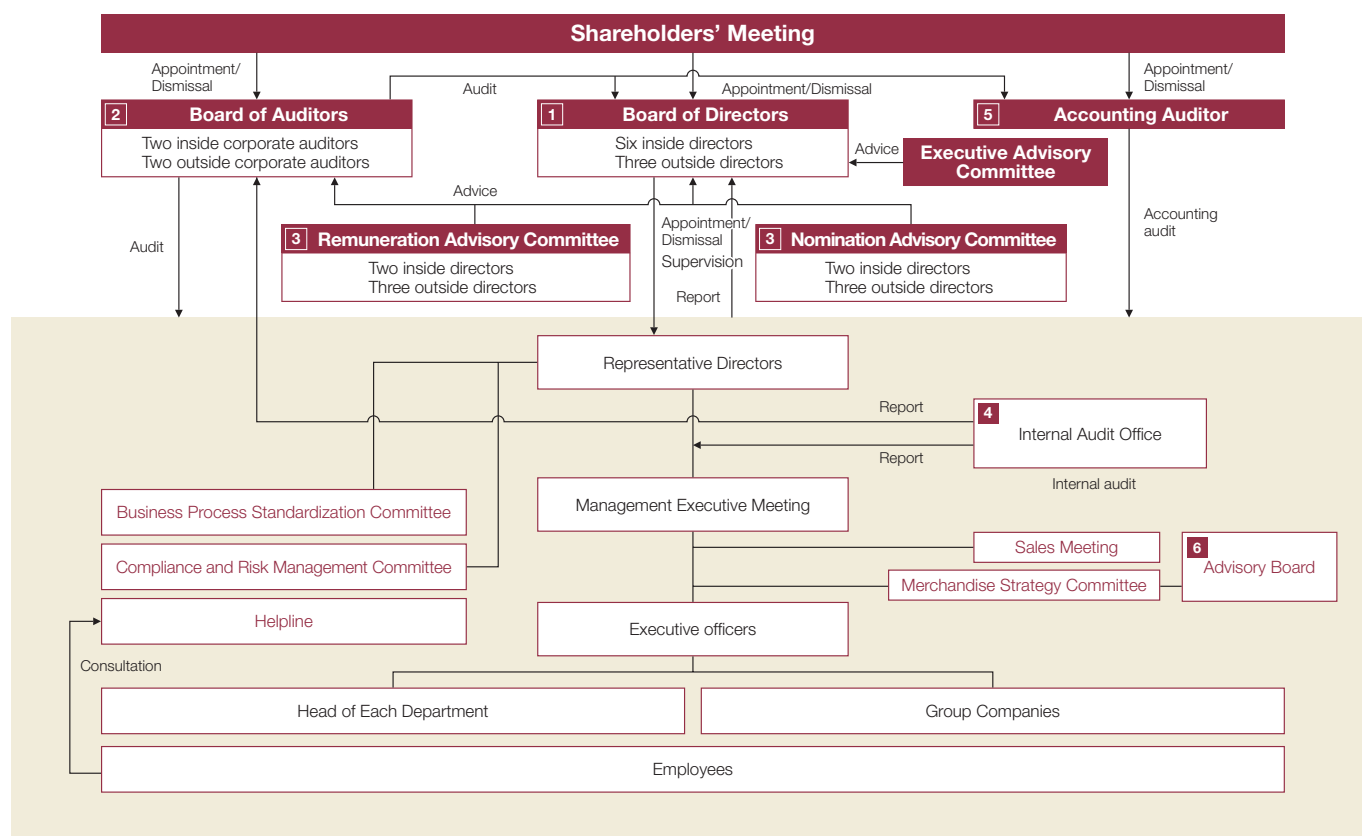 Shareholders’ Meeting
Appointment/
Dismissal
Audit
Appointment/Dismissal
Appointment/
Dismissal
2 Board of Auditors
Two inside corporate auditors
Two outside corporate auditors
1 Board of Directors
Six inside directors
Three outside directors
5 Accounting Auditor
Advice
Executive Advisory
Committee
Advice
Audit
3 Remuneration Advisory Committee
Two inside directors
Three outside directors
Appointment/
Dismissal
Supervision
Report
3 Nomination Advisory Committee
Two inside directors
Three outside directors
Accounting
audit
Representative Directors
Report
4
Internal Audit Office
Report
Internal audit
Management Executive Meeting
Business Process Standardization Committee
Compliance and Risk Management Committee
Helpline
Consultation
Sales Meeting
Merchandise Strategy Committee
6
Advisory Board
Executive officers
Head of Each Department
Group Companies
Employees